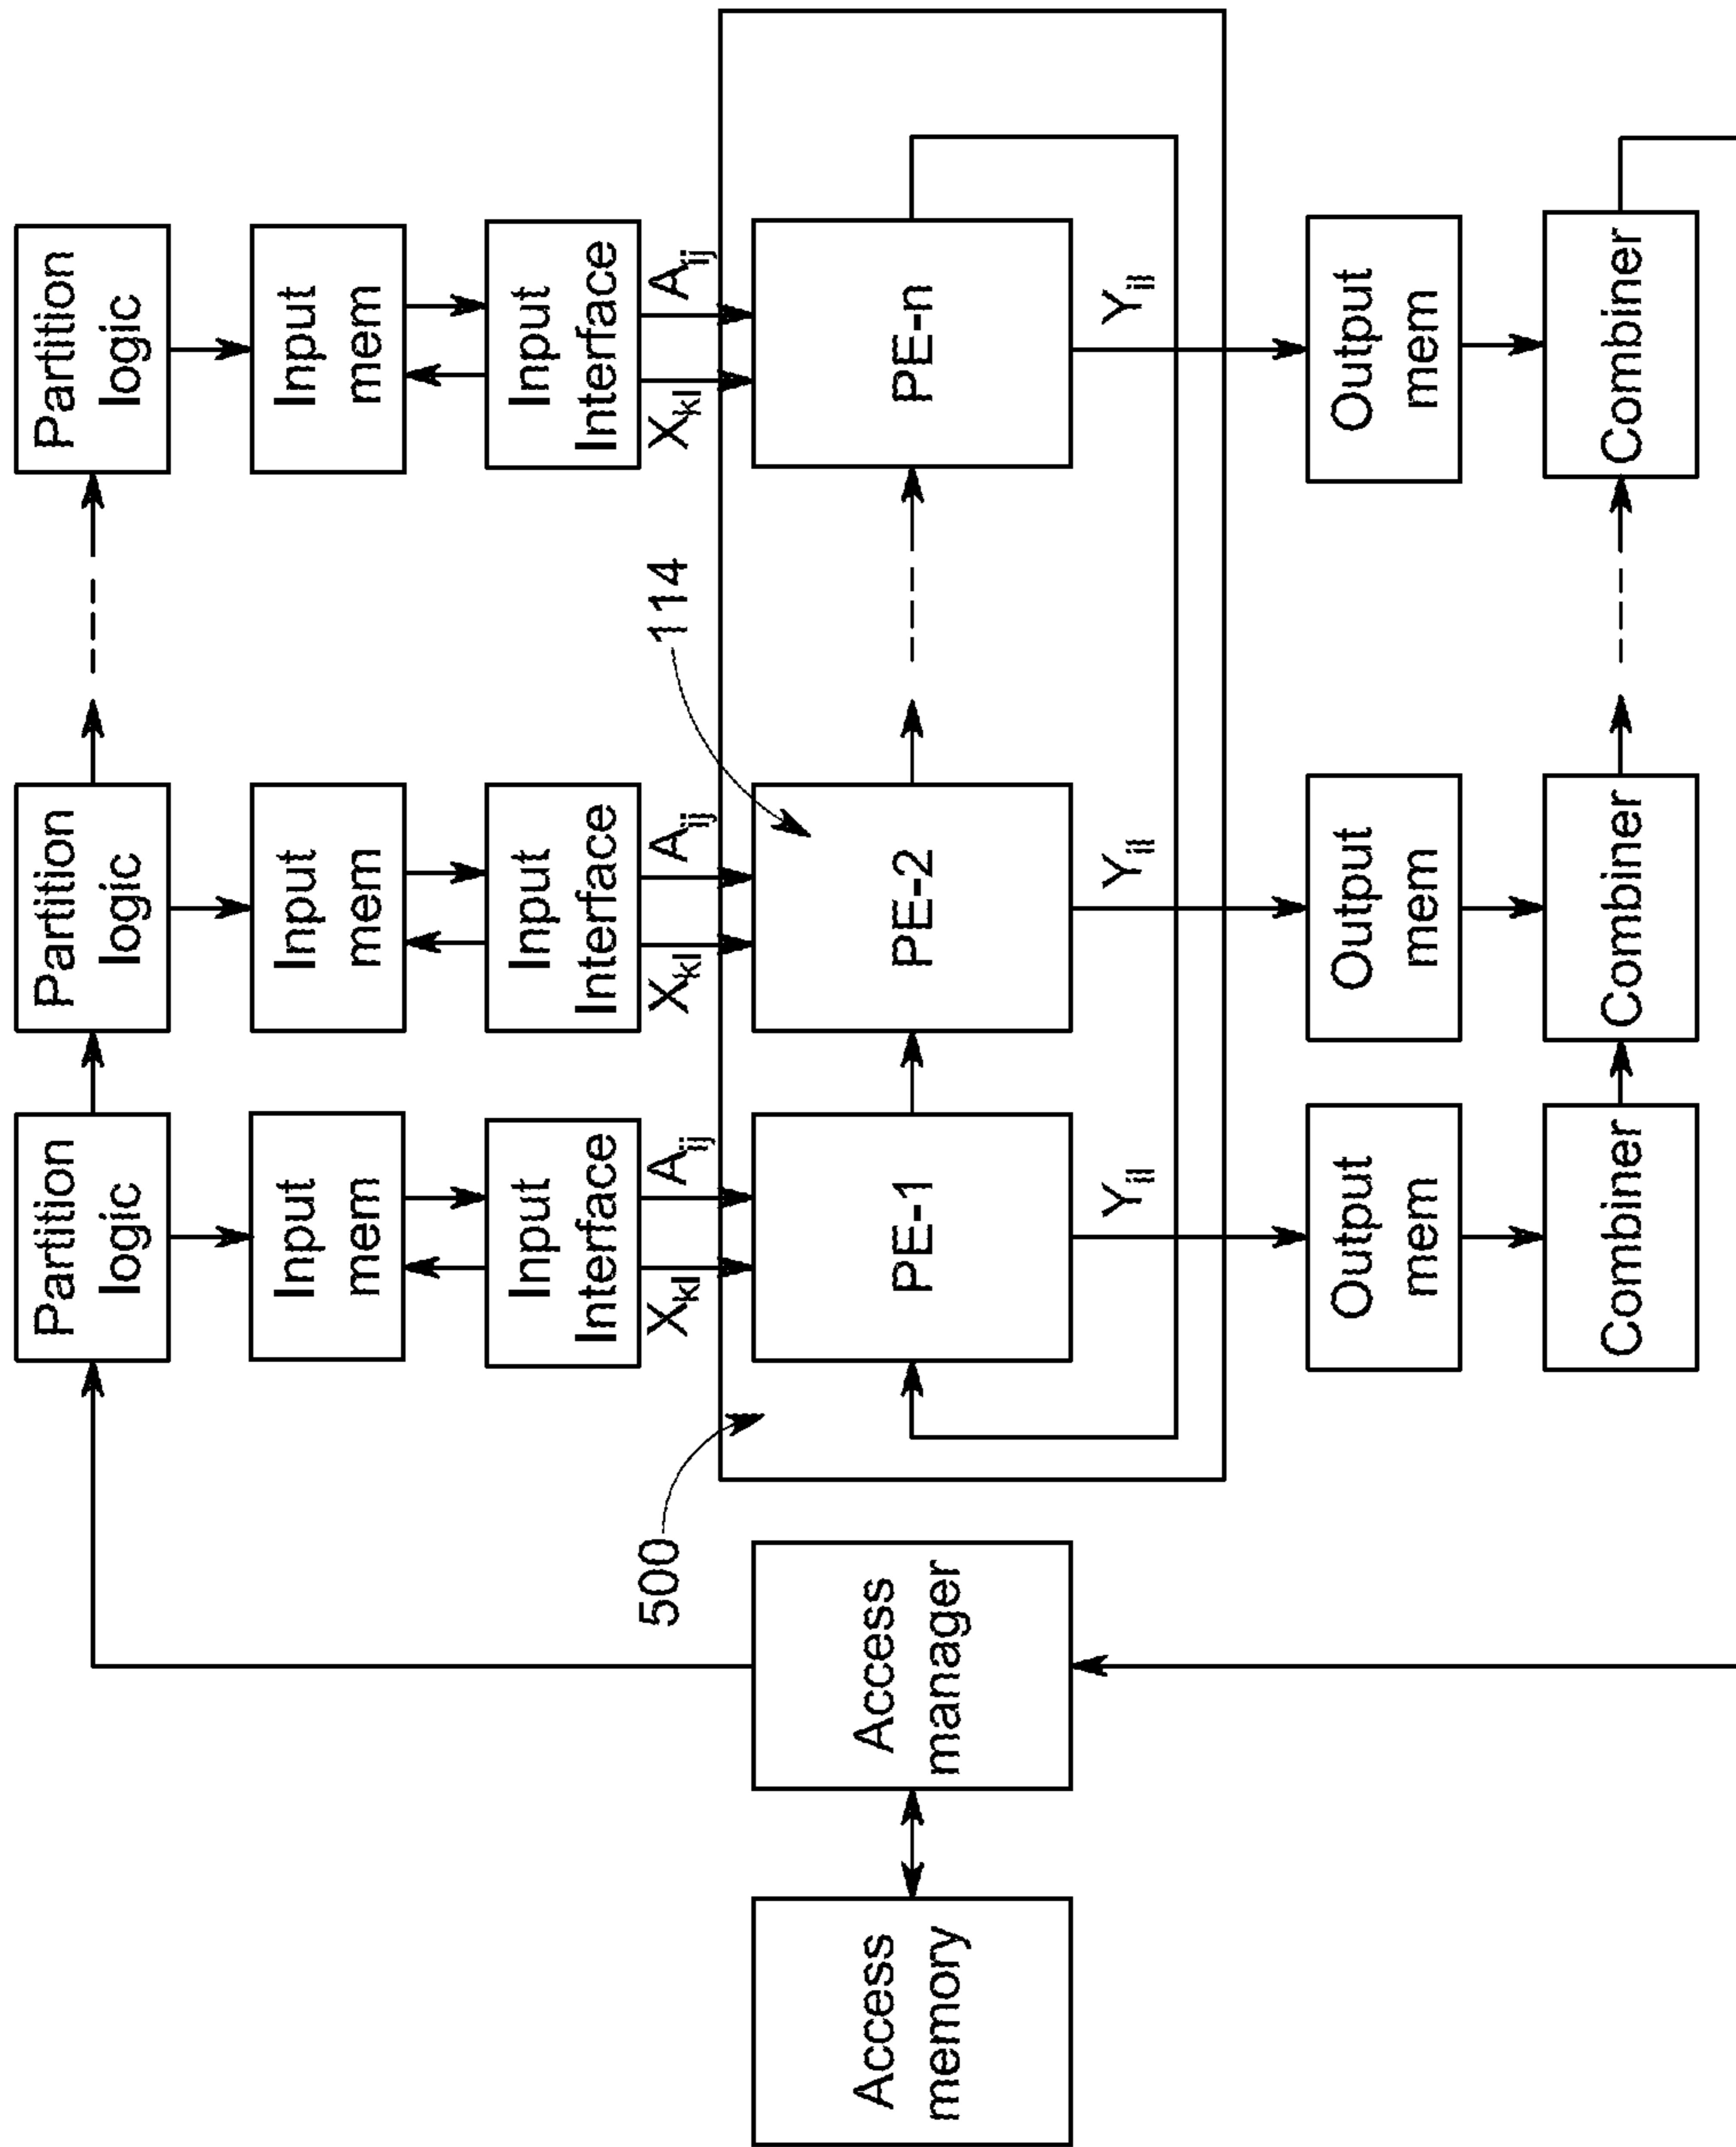 Partition
logic
Partition
logic
Partition
logic
Input
mem
Input
mem
Input
mem
Input
Interface
Input
Interface
Input
Interface
500
X_kl
A_ij
X_kl
A_ij
114
X_kl
A_ij
Access
memory
Access
manager
PE-1
PE-2
PE-n
Y_il
Y_il
Y_il
Output
mem
Output
mem
Output
mem
Combiner
Combiner
Combiner